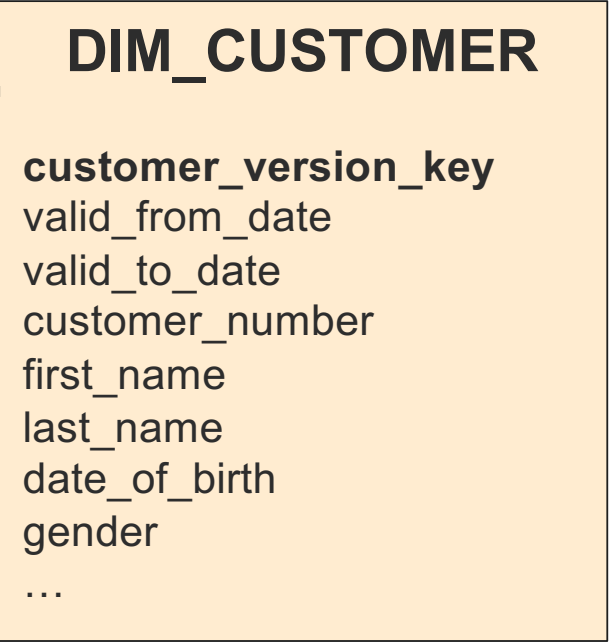 DIM_CUSTOMER
customer_version_key
valid_from_date
valid_to_date
customer_number
first_name
last_name
date_of_birth
gender
…